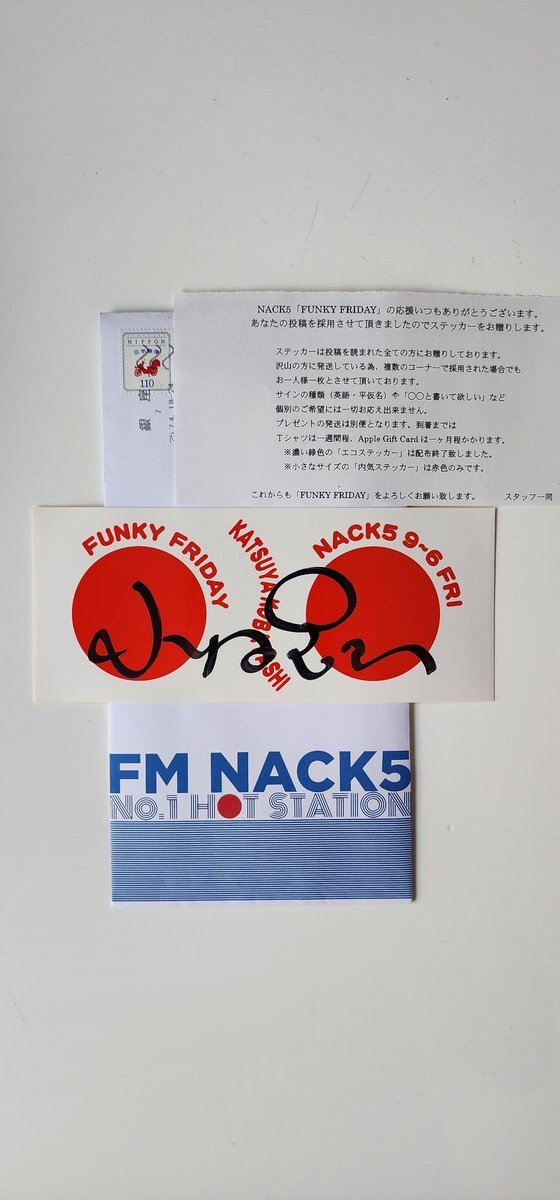 NACK5「FUNKY FRIDAY」の応援いつもありがとうございます。
あなたの投稿を採用させて頂きましたのでステッカーをお贈りします。
ステッカーは投稿を読まれた全ての方にお贈りしております。
沢山の方に発送している為、複数のコーナーで採用された場合でも
お一人様一枚とさせて頂いております。
サインの種類（英語・平仮名）や「〇〇と書いて欲しい」など
個別のご希望には一切お応え出来ません。
プレゼントの発送は別便となります。到着までは
Tシャツは一週間程、Apple Gift Cardは一ヶ月程かかります。
※濃い緑色の「エコステッカー」は配布終了致しました。
※小さなサイズの「内気ステッカー」は赤色のみです。
これからも「FUNKY FRIDAY」をよろしくお願い致します。 スタッフ一同
NIPPON
日本郵便
110
銀座
FUNKY FRIDAY
KATSUYA
NACK5 9~6 FRI
FM NACK5
No.1 HOT STATION